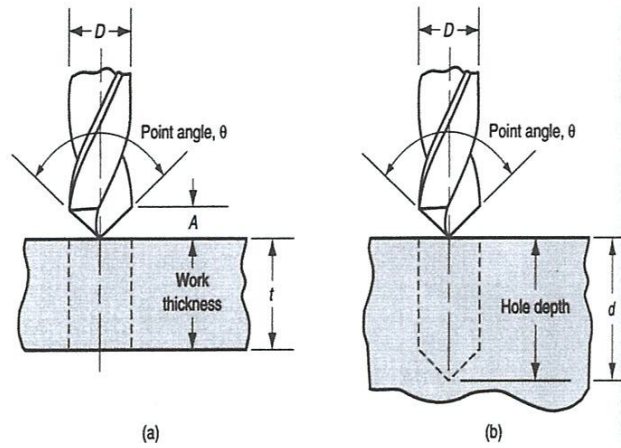 D
Point angle, θ
A
Work
thickness
t
(a)
D
Point angle, θ
Hole depth
d
(b)